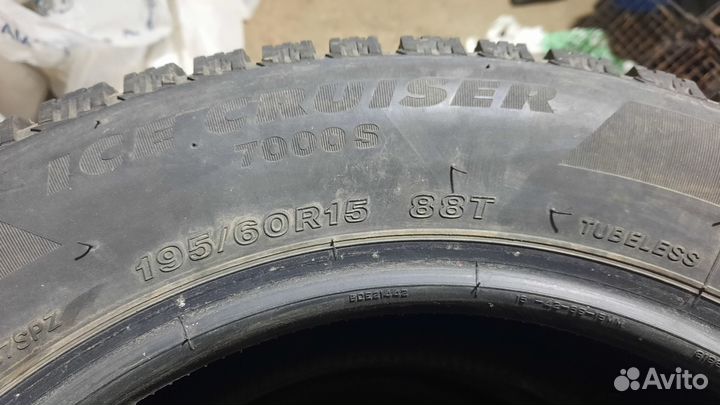 ICE CRUISER
7000S
195/60R15 88T
TUBELESS
Avito